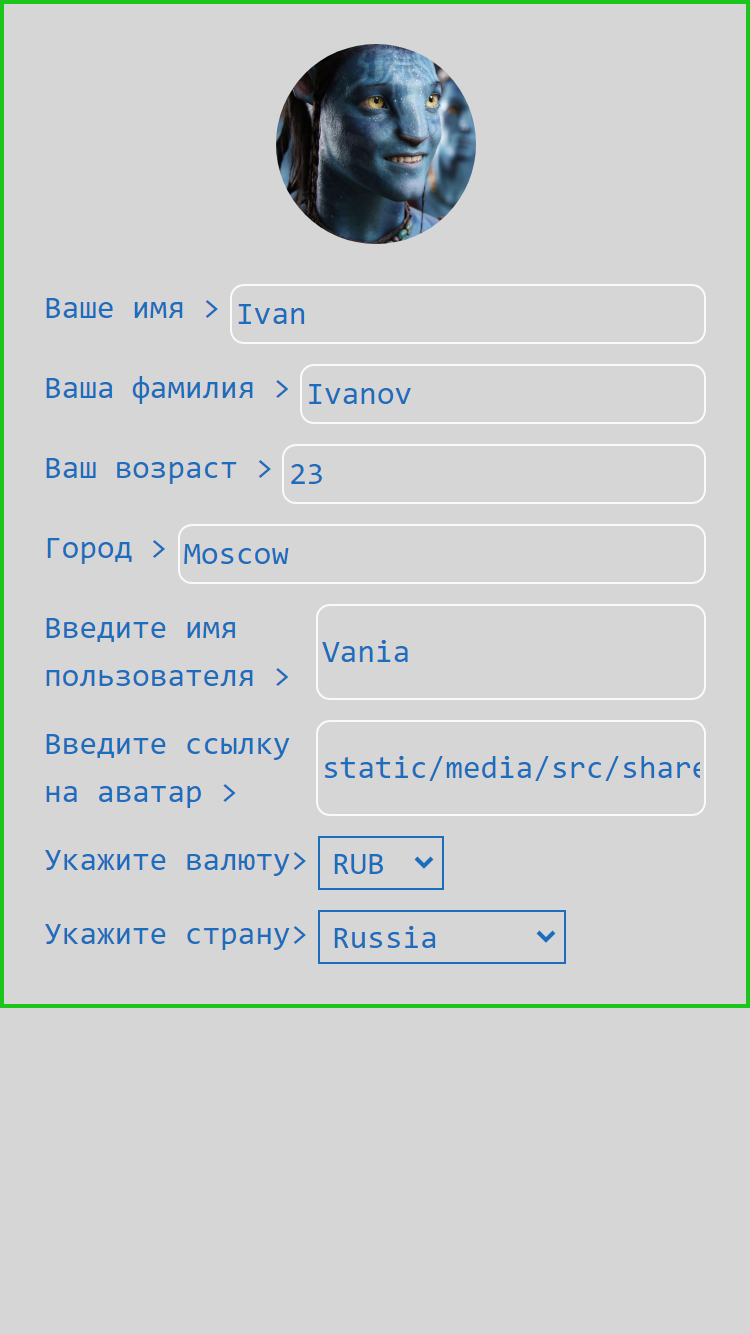 Ваше имя > Ivan
Ваша фамилия > Ivanov
Ваш возраст > 23
Город > Moscow
Введите имя
пользователя > Vania
Введите ссылку
на аватар > static/media/src/share
Укажите валюту> RUB
Укажите страну> Russia